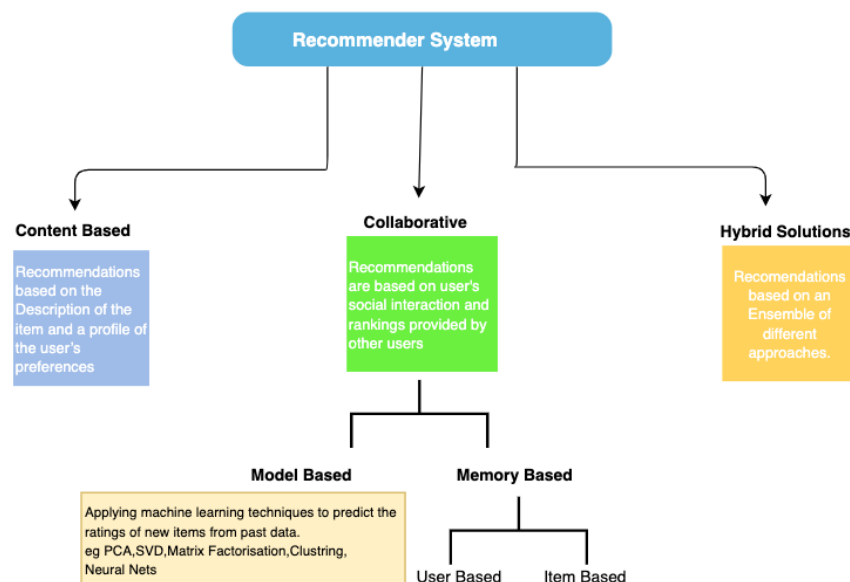 Recommender System
Content Based
Recommendations
based on the
Description of the
item and a profile of
the user's
preferences
Collaborative
Recommendations
are based on user's
social interaction and
rankings provided by
other users
Hybrid Solutions
Recomendations
based on an
Ensemble of
different
approaches.
Model Based
Applying machine learning techniques to predict the
ratings of new items from past data.
eg PCA,SVD,Matrix Factorisation,Clustring,
Neural Nets
Memory Based
User Based
Item Based